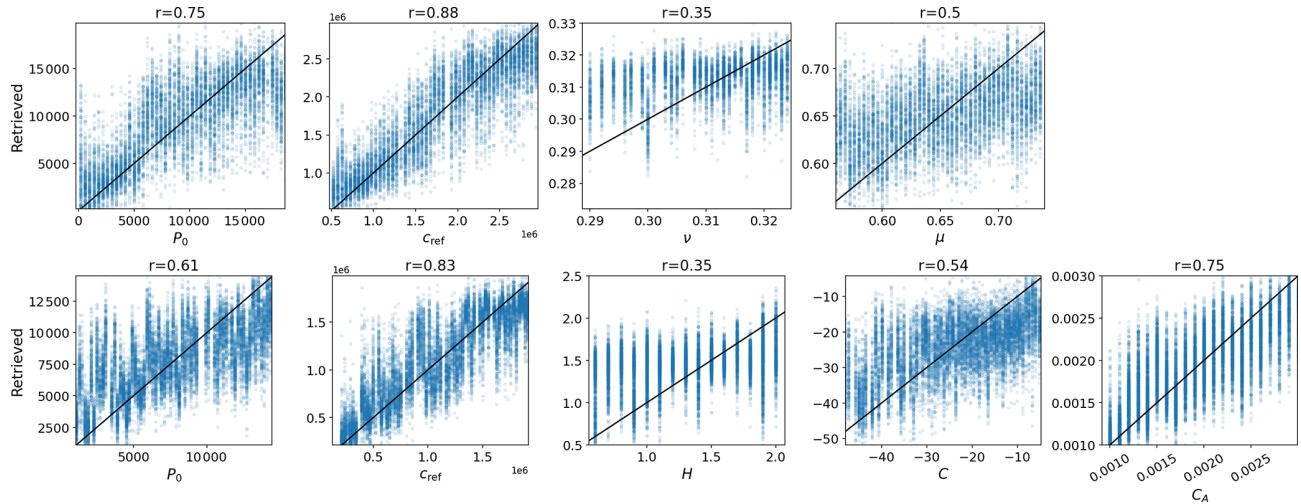 r=0.75
r=0.88
r=0.35
r=0.5
1e6
0.33
15000
2.5
0.32
0.70
Retrieved
10000
2.0
0.31
0.65
1.5
0.30
5000
0.29
0.60
1.0
0.28
0 5000 10000 15000
0.5 1.0 1.5 2.0 2.5
0.29 0.30 0.31 0.32
0.60 0.65 0.70
P₀
c_ref
1e6
ν
μ
r=0.61
r=0.83
r=0.35
r=0.54
r=0.75
1e6
2.5
0.0030
12500
−10
1.5
2.0
0.0025
10000
−20
Retrieved
1.0
1.5
0.0020
7500
−30
5000
0.5
1.0
−40
0.0015
2500
0.5
−50
0.0010
5000 10000
0.5 1.0 1.5
1.0 1.5 2.0
−40 −30 −20 −10
0.0010 0.0015 0.0020 0.0025
P₀
c_ref
1e6
H
C
C_A